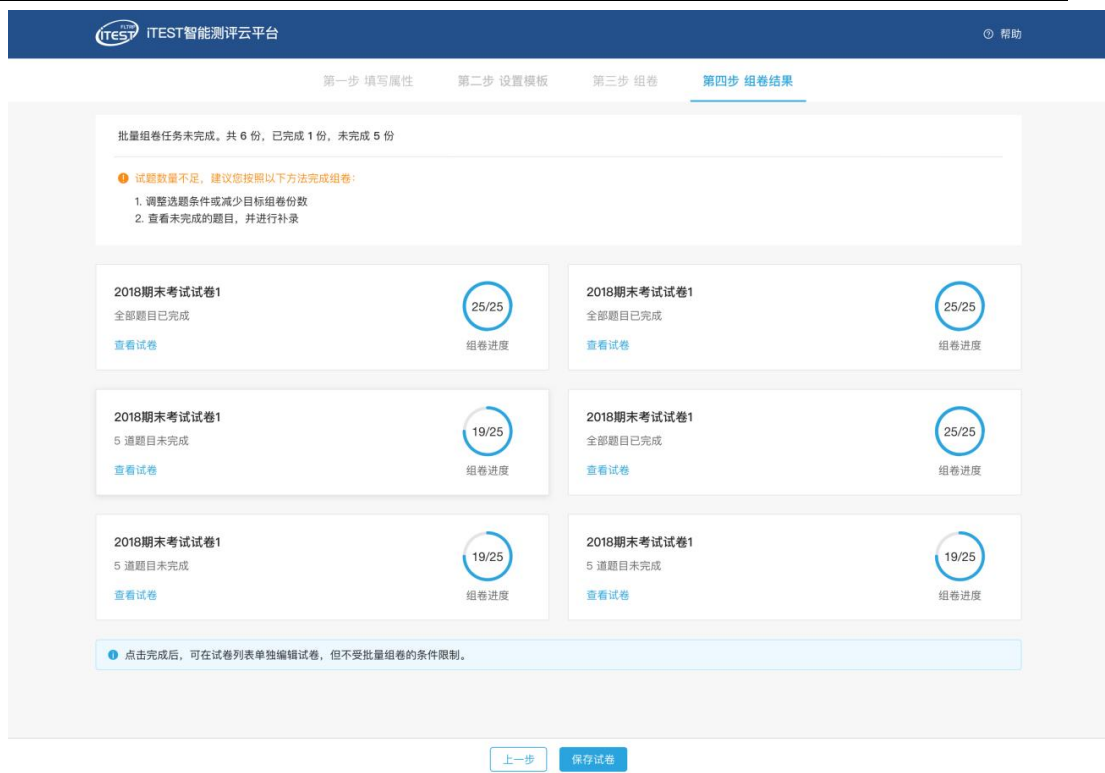 FLTRP
iTEST iTEST智能测评云平台
帮助
第一步 填写属性 第二步 设置模板 第三步 组卷 第四步 组卷结果
批量组卷任务未完成。共 6 份，已完成 1 份，未完成 5 份
试题数量不足，建议您按照以下方法完成组卷：
1. 调整选题条件或减少目标组卷份数
2. 查看未完成的题目，并进行补录
2018期末考试试卷1
全部题目已完成
查看试卷
25/25
组卷进度
2018期末考试试卷1
全部题目已完成
查看试卷
25/25
组卷进度
2018期末考试试卷1
5 道题目未完成
查看试卷
19/25
组卷进度
2018期末考试试卷1
全部题目已完成
查看试卷
25/25
组卷进度
2018期末考试试卷1
5 道题目未完成
查看试卷
19/25
组卷进度
2018期末考试试卷1
5 道题目未完成
查看试卷
19/25
组卷进度
点击完成后，可在试卷列表单独编辑试卷，但不受批量组卷的条件限制。
上一步 保存试卷